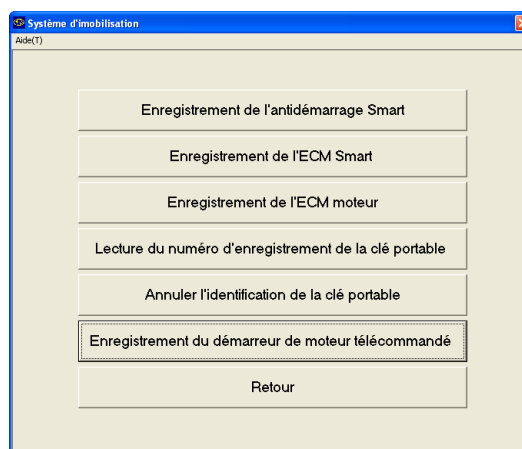 Système d'imobilisation
Aide(T)
Enregistrement de l'antidémarrage Smart
Enregistrement de l'ECM Smart
Enregistrement de l'ECM moteur
Lecture du numéro d'enregistrement de la clé portable
Annuler l'identification de la clé portable
Enregistrement du démarreur de moteur télécommandé
Retour